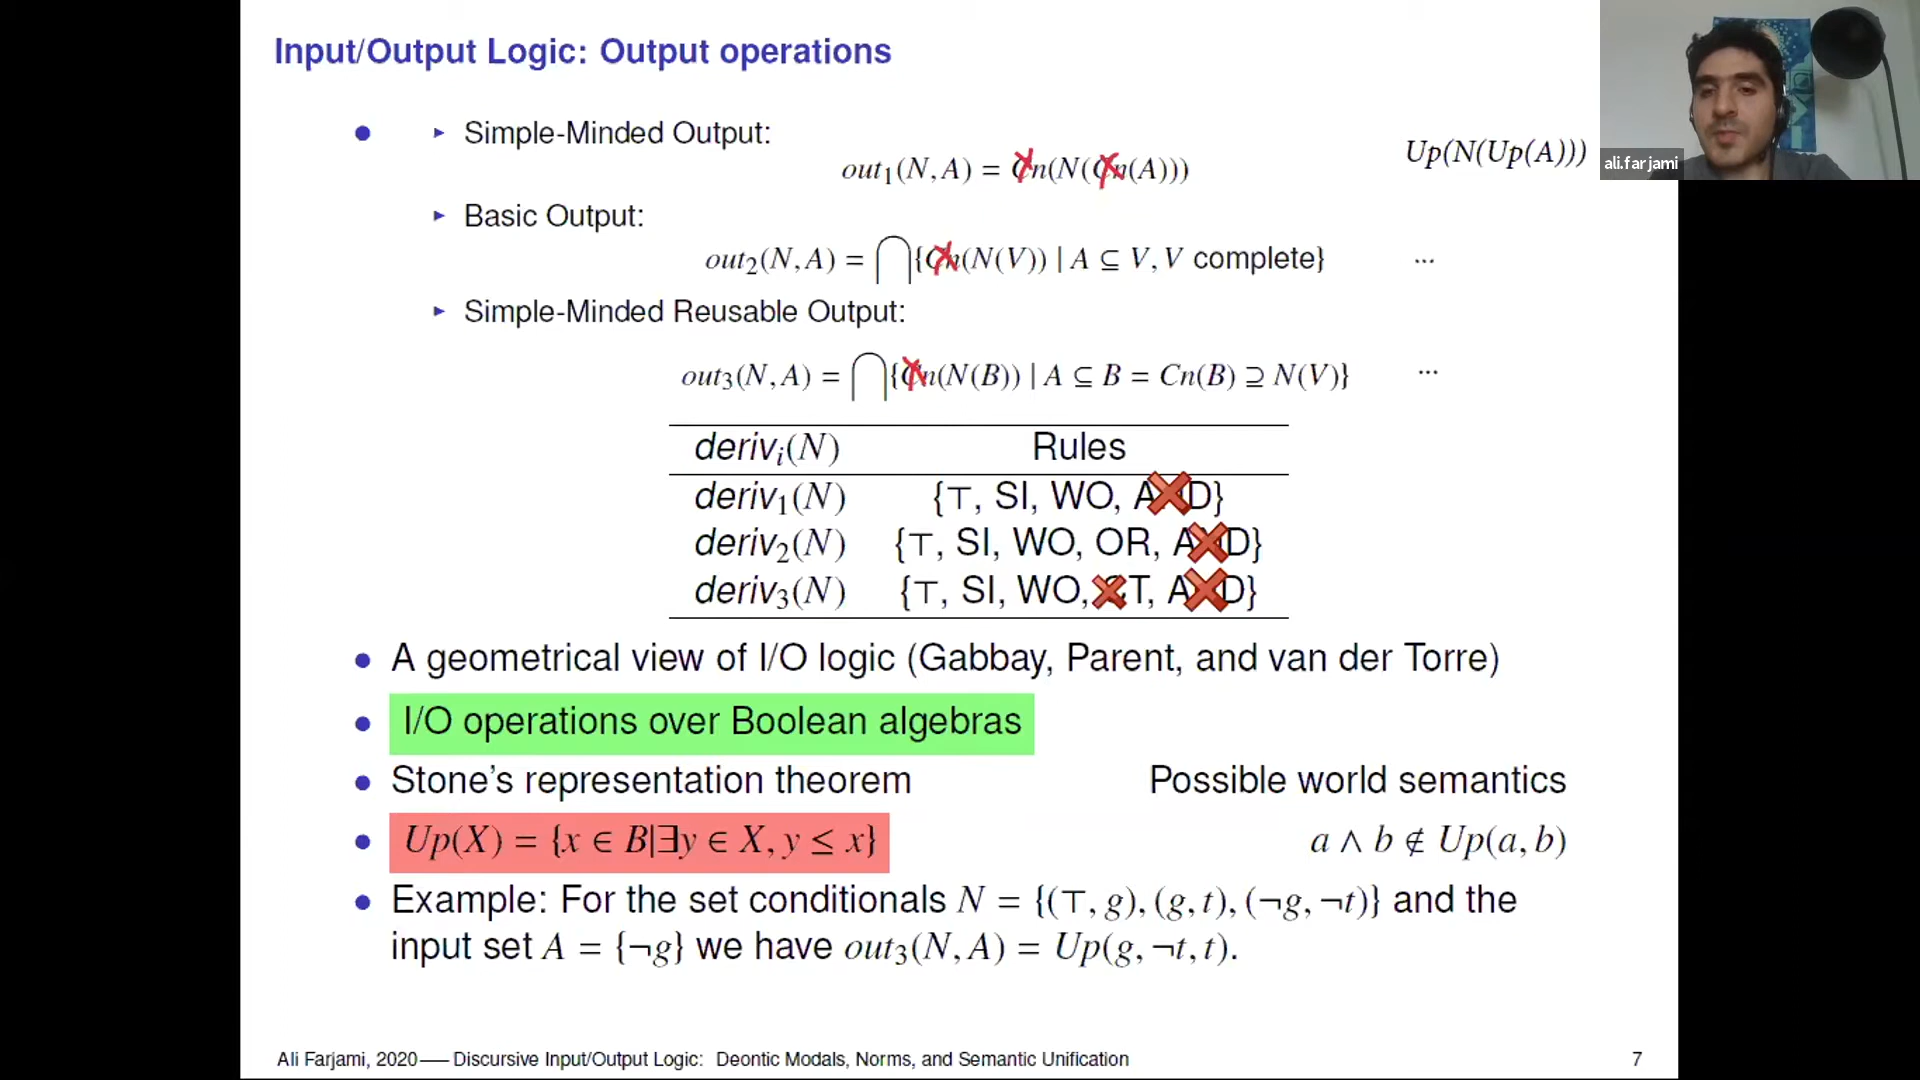 Input/Output Logic: Output operations
Simple-Minded Output:
out₁(N, A) = Cn(N(Cn(A)))
Up(N(Up(A)))
ali.farjami
Basic Output:
out₂(N, A) = ⋂{Cn(N(V)) | A ⊆ V, V complete}
...
Simple-Minded Reusable Output:
out₃(N, A) = ⋂{Cn(N(B)) | A ⊆ B = Cn(B) ⊇ N(V)}
...
derivᵢ(N) Rules
deriv₁(N) {⊤, SI, WO, AND}
deriv₂(N) {⊤, SI, WO, OR, AND}
deriv₃(N) {⊤, SI, WO, CT, AND}
A geometrical view of I/O logic (Gabbay, Parent, and van der Torre)
I/O operations over Boolean algebras
Stone's representation theorem Possible world semantics
Up(X) = {x ∈ B|∃y ∈ X, y ≤ x} a ∧ b ∉ Up(a, b)
Example: For the set conditionals N = {(⊤, g), (g, t), (¬g, ¬t)} and the
input set A = {¬g} we have out₃(N, A) = Up(g, ¬t, t).
Ali Farjami, 2020—— Discursive Input/Output Logic: Deontic Modals, Norms, and Semantic Unification 7